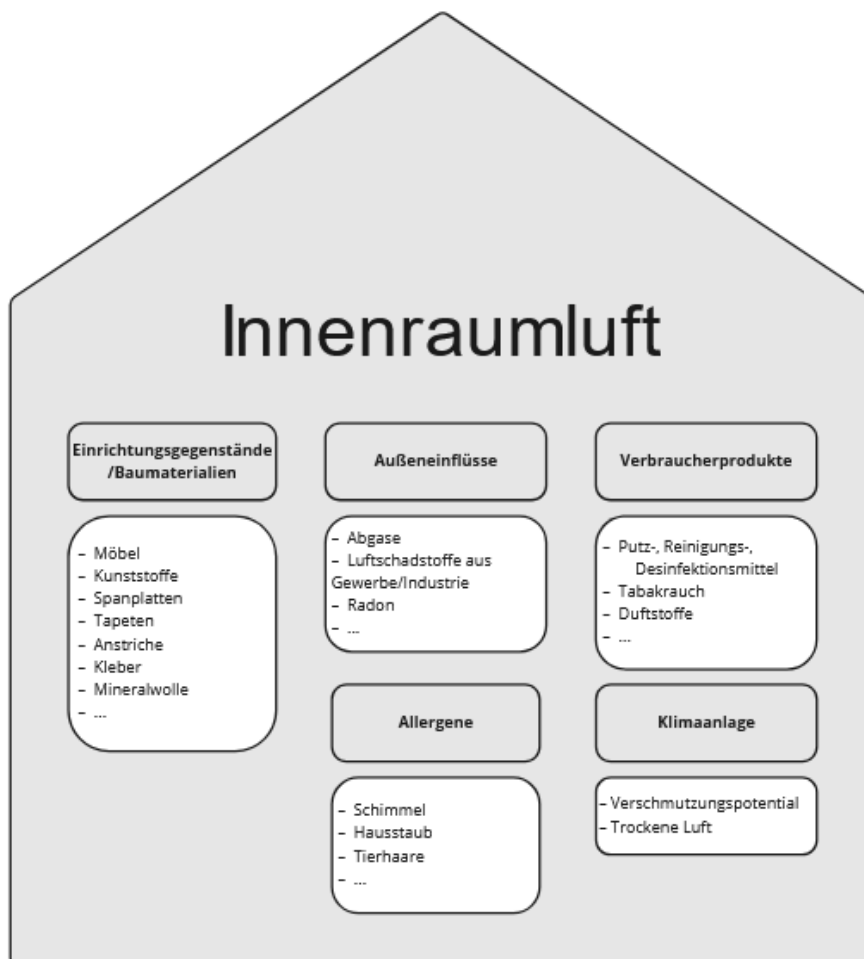 Innenraumluft
Einrichtungsgegenstände
/Baumaterialien
– Möbel
– Kunststoffe
– Spanplatten
– Tapeten
– Anstriche
– Kleber
– Mineralwolle
– ...
Außeneinflüsse
– Abgase
– Luftschadstoffe aus
Gewerbe/Industrie
– Radon
– ...
Verbraucherprodukte
– Putz-, Reinigungs-,
Desinfektionsmittel
– Tabakrauch
– Duftstoffe
– ...
Allergene
– Schimmel
– Hausstaub
– Tierhaare
– ...
Klimaanlage
– Verschmutzungspotential
– Trockene Luft